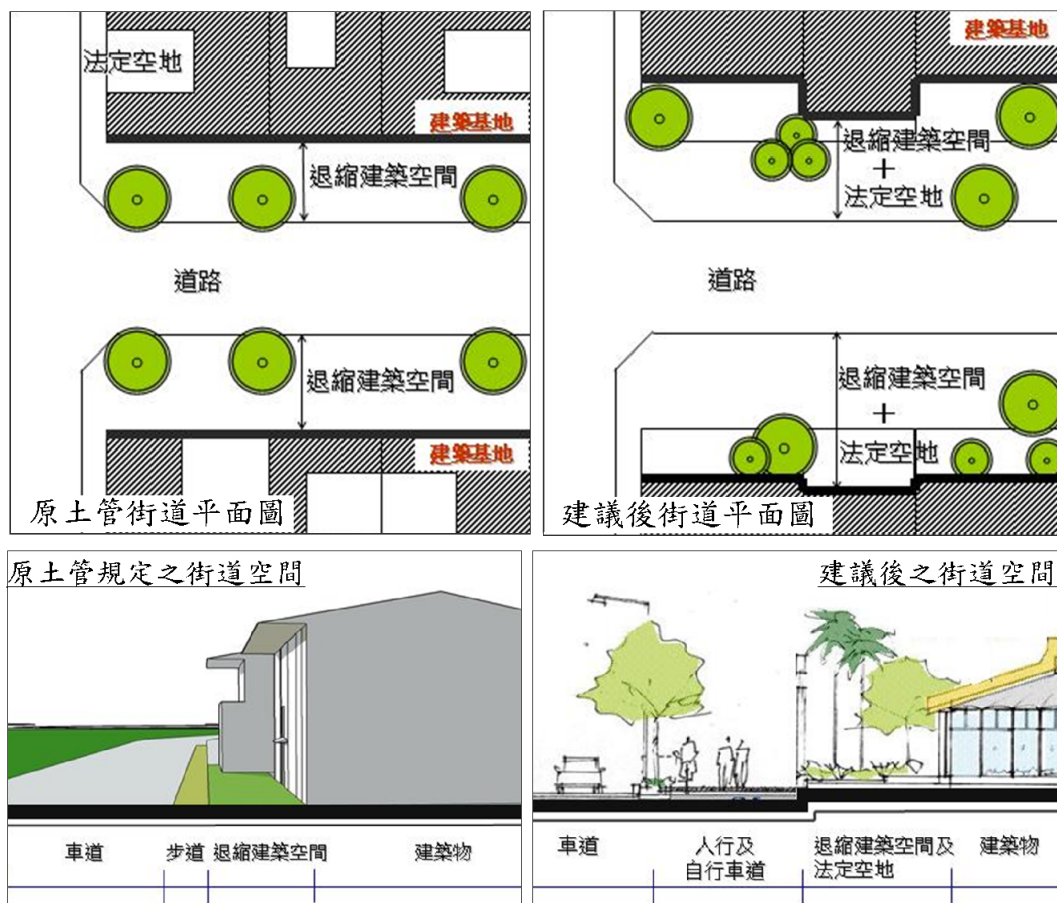 法定空地
建築基地
退縮建築空間
道路
退縮建築空間
建築基地
原土管街道平面圖
建築基地
退縮建築空間
+
法定空地
道路
退縮建築空間
+
法定空地
建議後街道平面圖
原土管規定之街道空間
車道
步道
退縮建築空間
建築物
建議後之街道空間
車道
人行及
自行車道
退縮建築空間及
法定空地
建築物